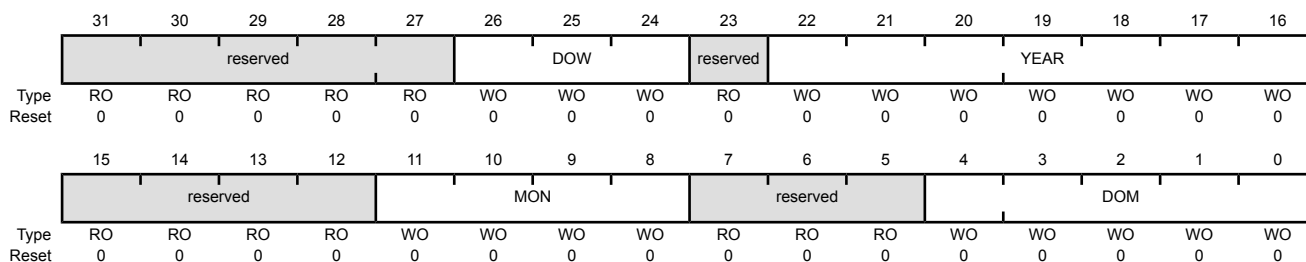 31 30 29 28 27 26 25 24 23 22 21 20 19 18 17 16
reserved DOW reserved YEAR
Type RO RO RO RO RO WO WO WO RO WO WO WO WO WO WO WO
Reset 0 0 0 0 0 0 0 0 0 0 0 0 0 0 0 0
15 14 13 12 11 10 9 8 7 6 5 4 3 2 1 0
reserved MON reserved DOM
Type RO RO RO RO WO WO WO WO RO RO RO WO WO WO WO WO
Reset 0 0 0 0 0 0 0 0 0 0 0 0 0 0 0 0